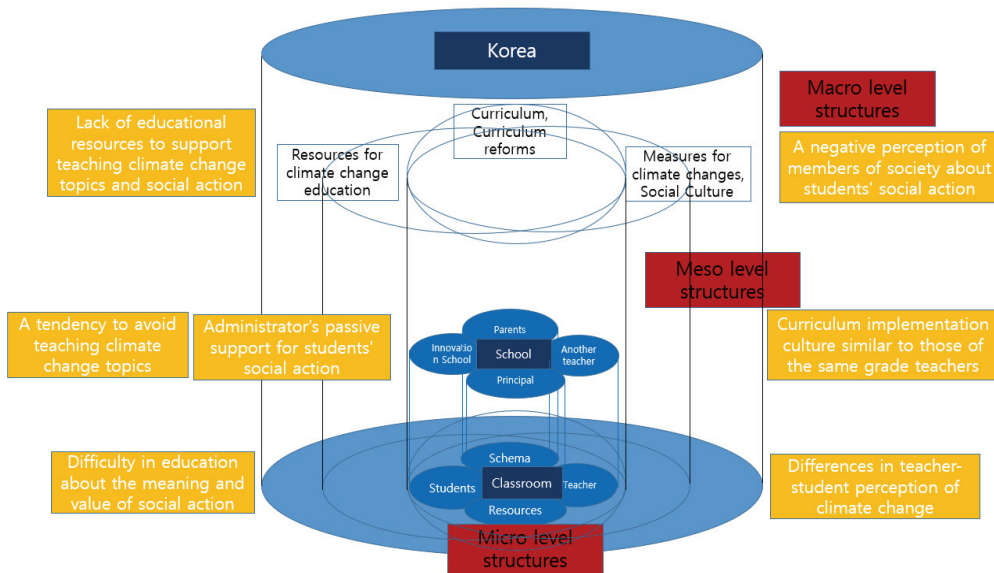 Korea
Macro level
structures
Lack of educational
resources to support
teaching climate change
topics and social action
Resources for
climate change
education
Curriculum,
Curriculum
reforms
Measures for
climate changes,
Social Culture
A negative perception of
members of society about
students' social action
Meso level
structures
A tendency to avoid
teaching climate
change topics
Administrator's passive
support for students'
social action
Parents
Innovatio
n School
School
Another
teacher
Principal
Curriculum implementation
culture similar to those of
the same grade teachers
Difficulty in education
about the meaning and
value of social action
Schema
Students
Classroom
Teacher
Resources
Differences in teacher-
student perception of
climate change
Micro level
structures